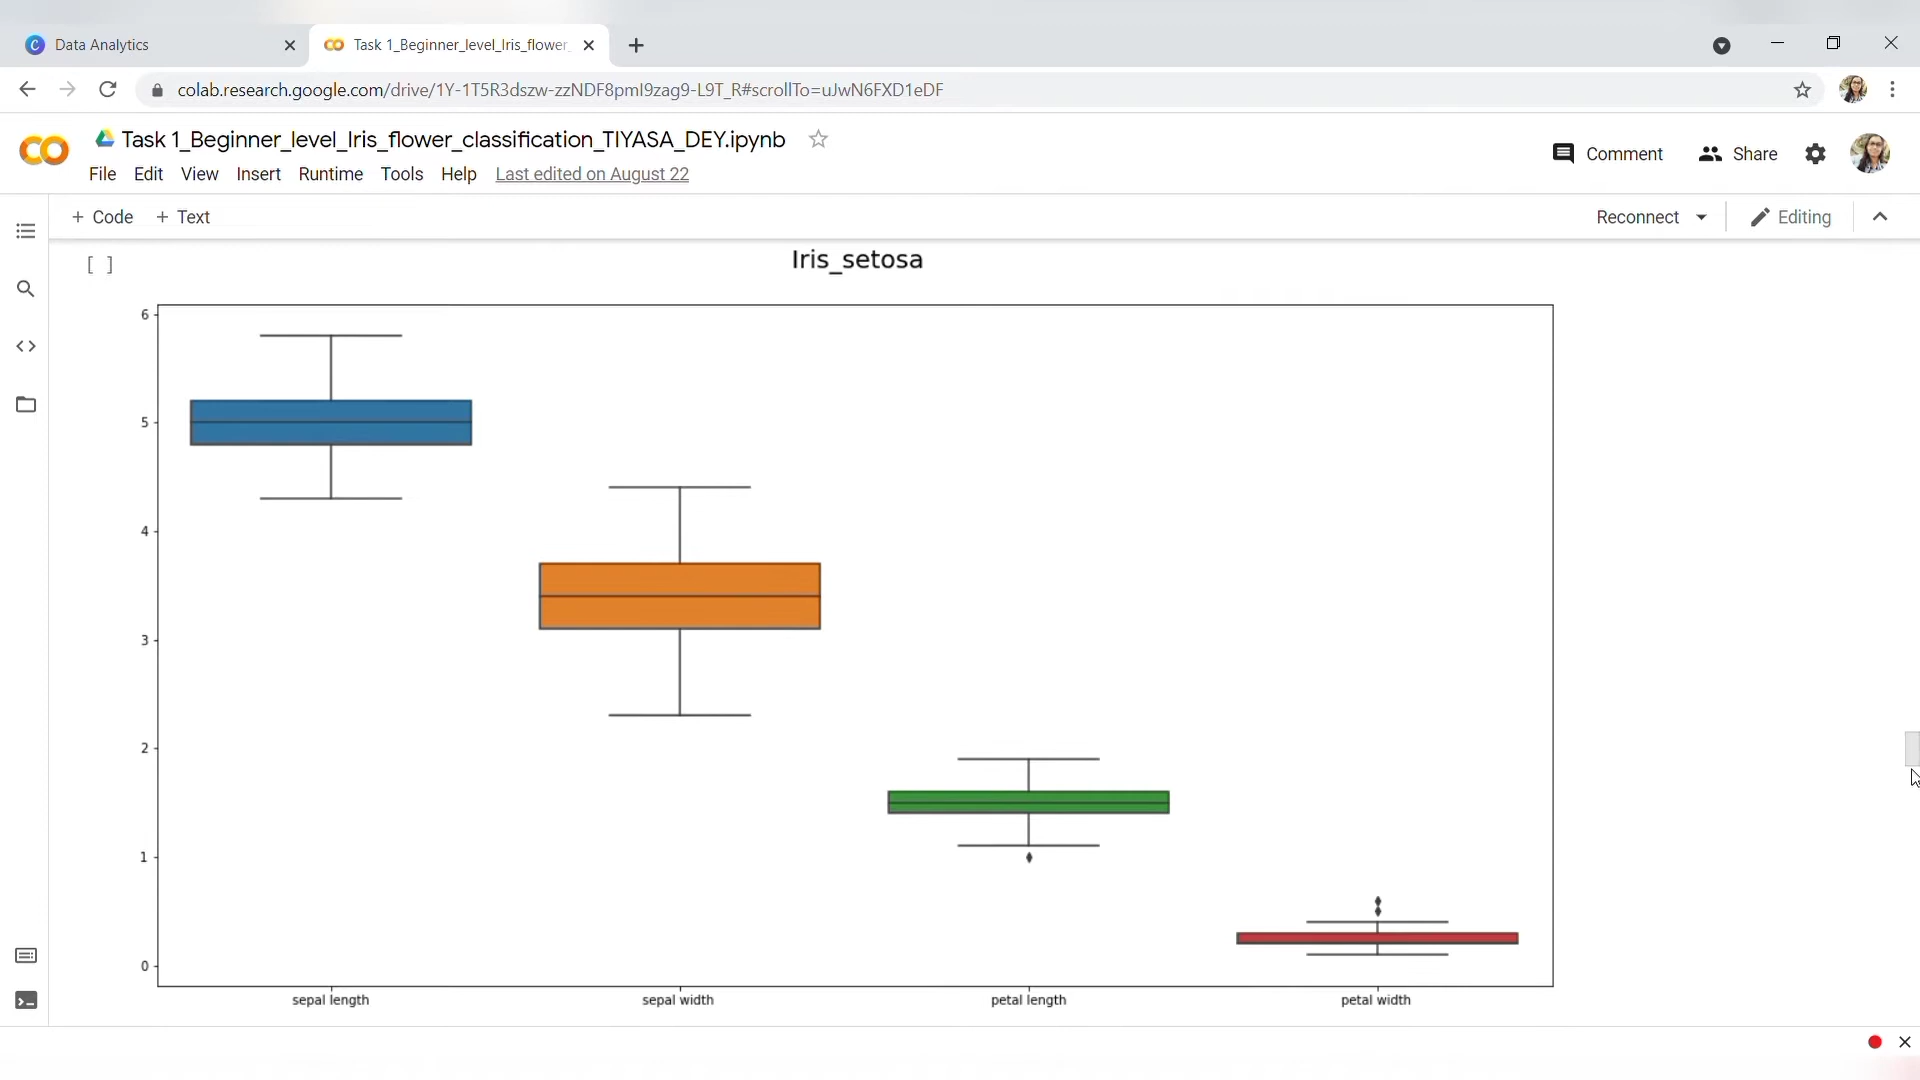 Data Analytics
Task 1_Beginner_level_Iris_flower_
colab.research.google.com/drive/1Y-1T5R3dszw-zzNDF8pmI9zag9-L9T_R#scrollTo=uJwN6FXD1eDF
Task 1_Beginner_level_Iris_flower_classification_TIYASA_DEY.ipynb
Comment
Share
File Edit View Insert Runtime Tools Help Last edited on August 22
+ Code + Text
Reconnect
Editing
[ ]
Iris_setosa
6
5
4
3
2
1
0
sepal length sepal width petal length petal width